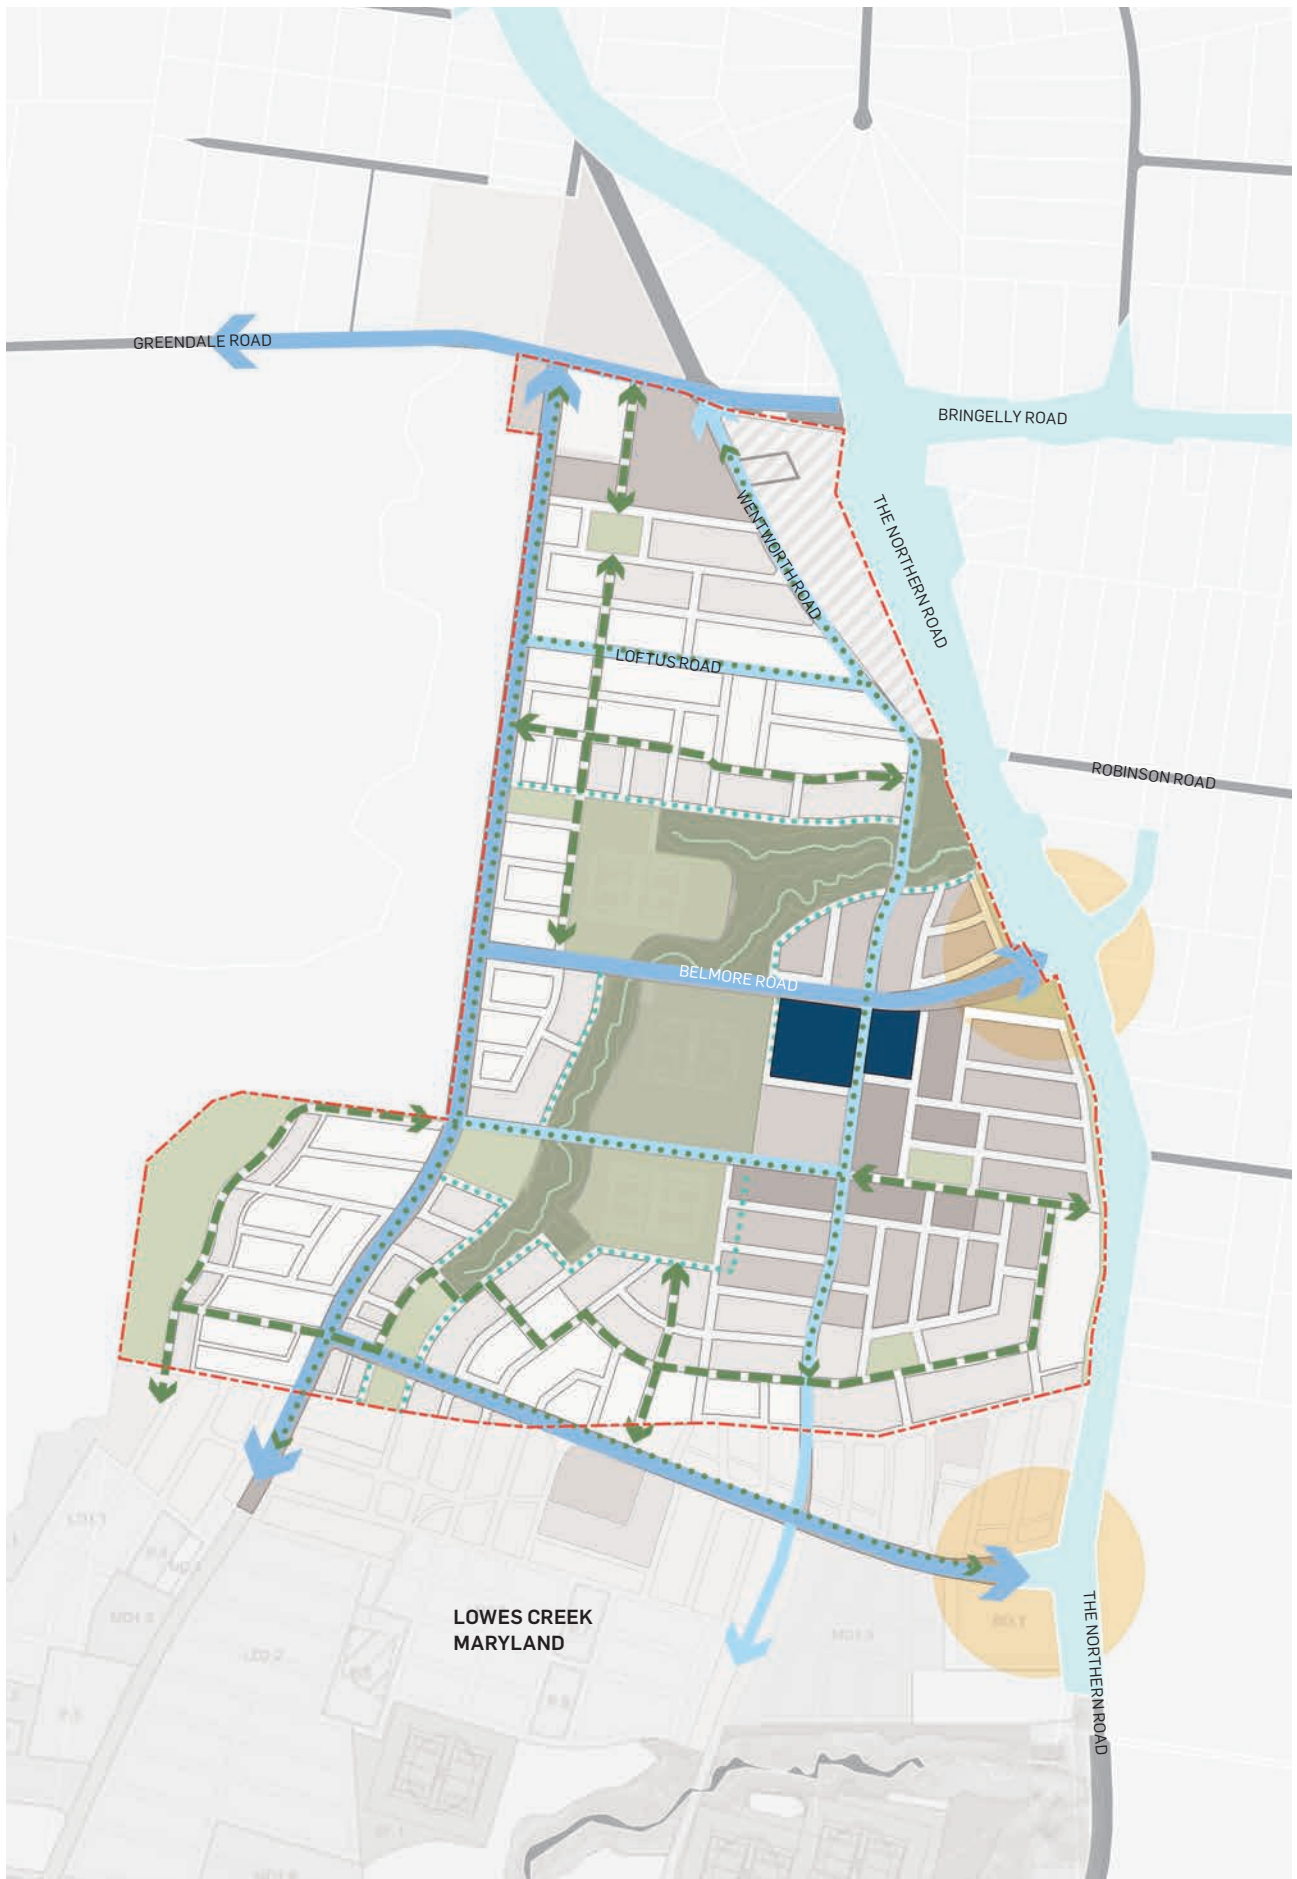 GREENDALE ROAD
BRINGELLY ROAD
WENTWORTH ROAD
THE NORTHERN ROAD
LOFTUS ROAD
ROBINSON ROAD
BELMORE ROAD
LOWES CREEK
MARYLAND
THE NORTHERN ROAD